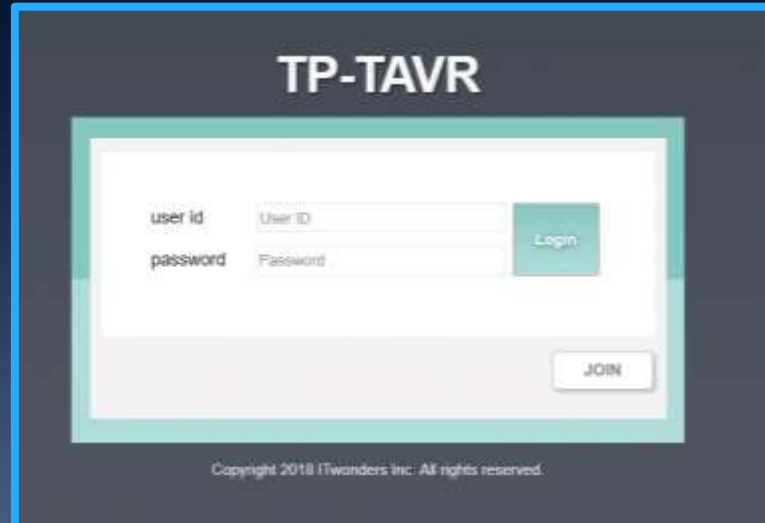 TP-TAVR
user id
User ID
Login
password
Password
JOIN
Copyright 2018 ITwonders Inc. All rights reserved.